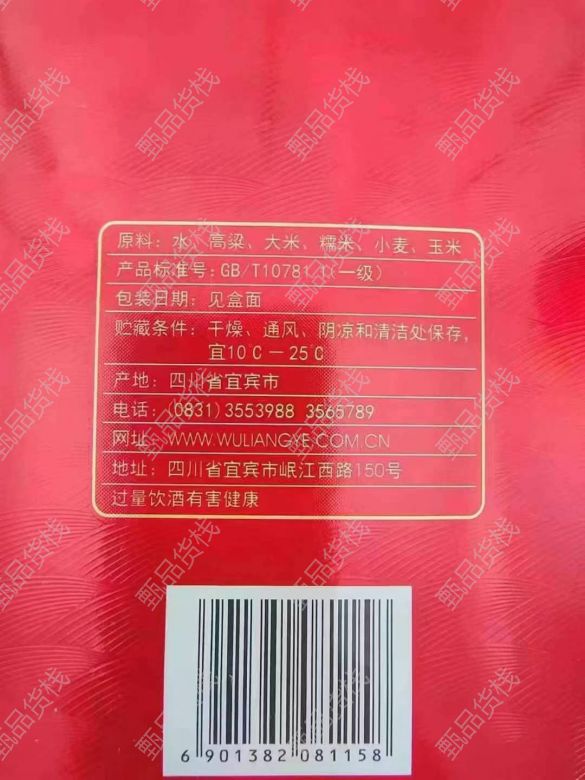 原料：水、高粱、大米、糯米、小麦、玉米
产品标准号：GB/T10781.1（一级）
包装日期：见盒面
贮藏条件：干燥、通风、阴凉和清洁处保存，
宜10℃－25℃
产地：四川省宜宾市
电话：(0831)3553988 3565789
网址：WWW.WULIANGYE.COM.CN
地址：四川省宜宾市岷江西路150号
过量饮酒有害健康
6 901382 081158
甄品货栈